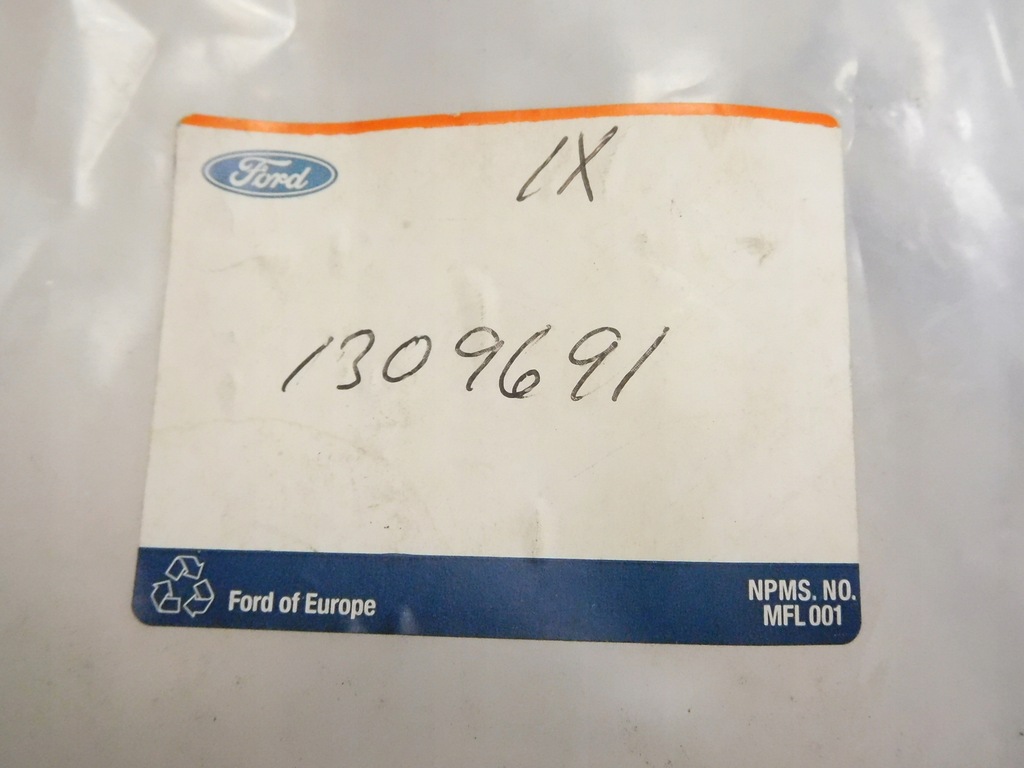 Ford
1X
1309691
Ford of Europe
NPMS. NO.
MFL 001